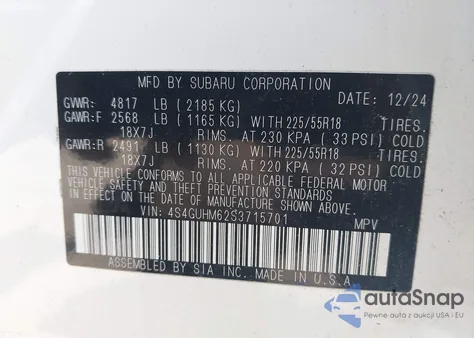 MFD BY SUBARU CORPORATION
GVWR: 4817 LB (2185 KG) DATE: 12/24
GAWR:F 2568 LB (1165 KG) WITH 225/55R18 TIRES.
18X7J RIMS. AT 230 KPA (33 PSI) COLD.
GAWR:R 2491 LB (1130 KG) WITH 225/55R18 TIRES.
18X7J RIMS. AT 220 KPA (32 PSI) COLD.
THIS VEHICLE CONFORMS TO ALL APPLICABLE FEDERAL MOTOR
VEHICLE SAFETY AND BUMPER STANDARDS IN EFFECT ON THE
DATE OF MANUFACTURE SHOWN ABOVE.
VIN: 4S4GUHM62S3715701 MPV
ASSEMBLED BY SIA INC. MADE IN U.S.A.
autoSnap
Pewne auta z aukcji USA i EU